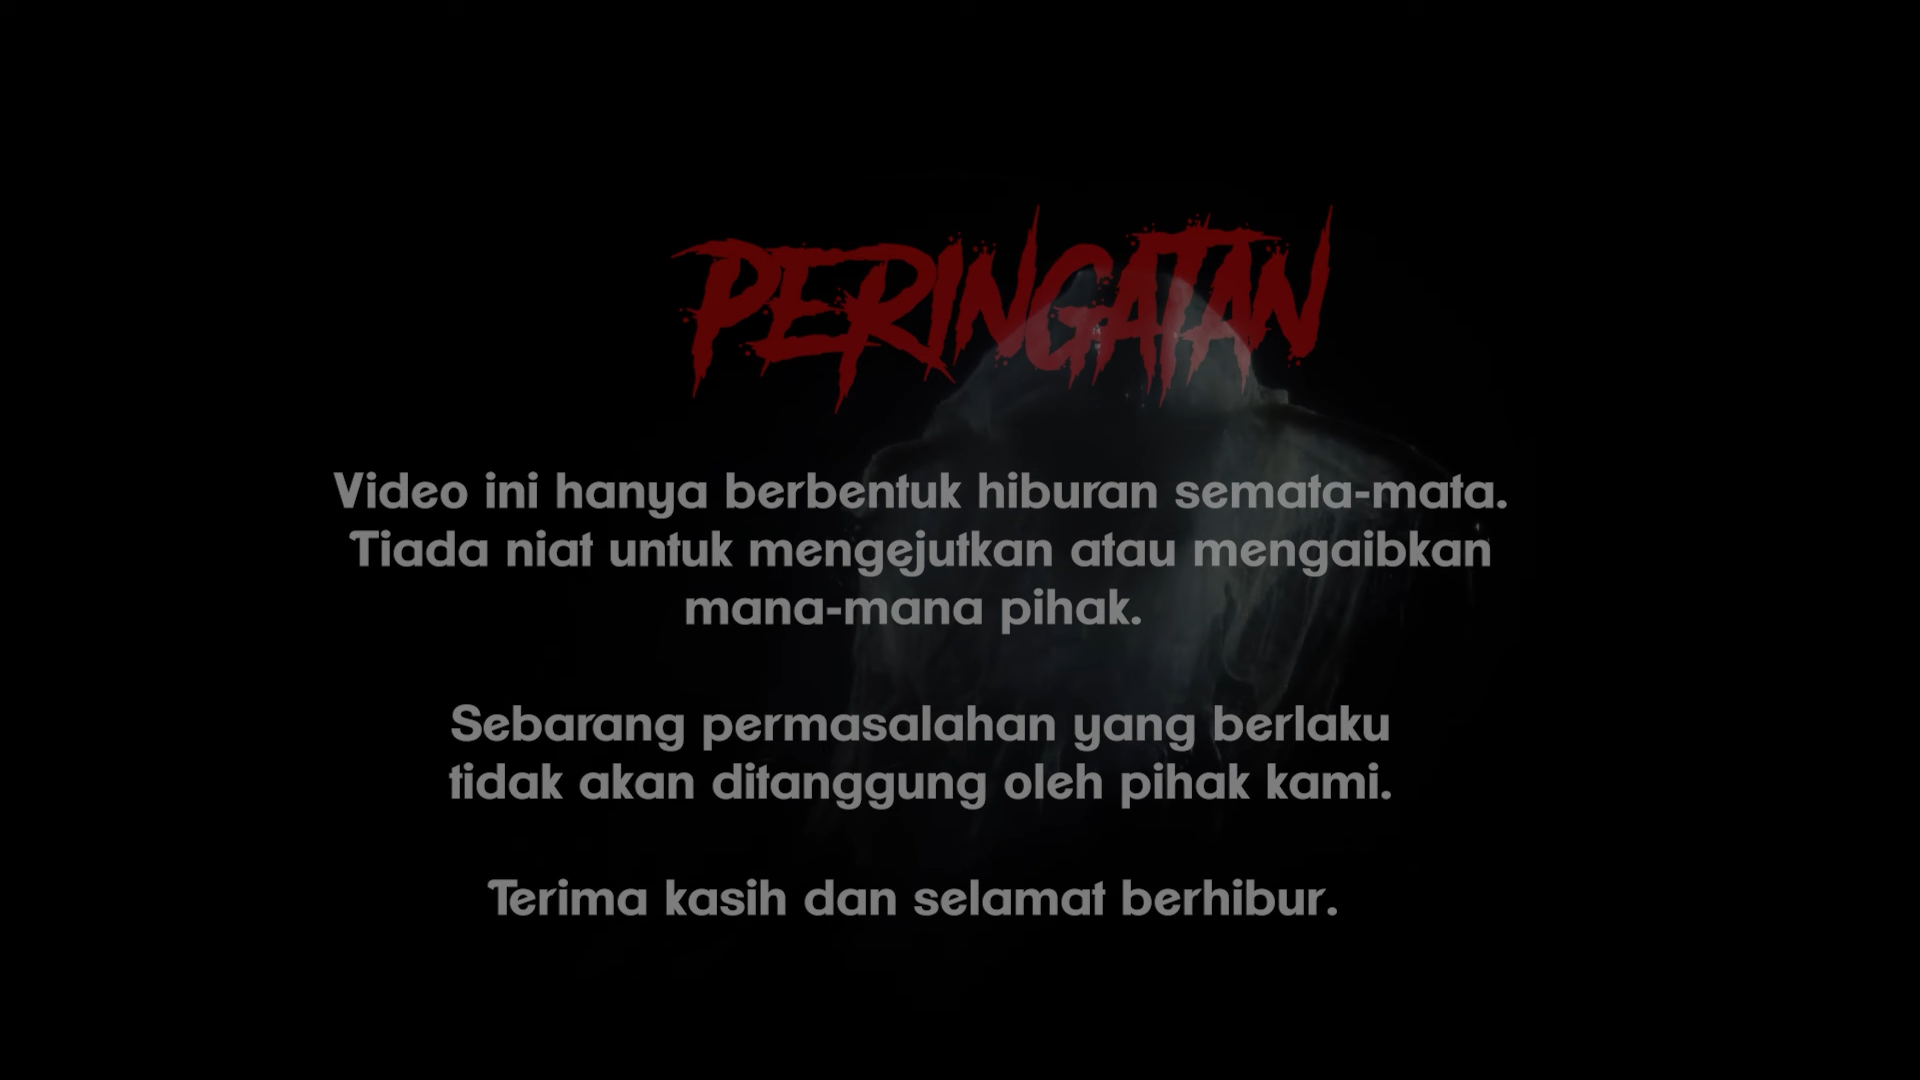 PERINGATAN
Video ini hanya berbentuk hiburan semata-mata.
Tiada niat untuk mengejutkan atau mengaibkan
mana-mana pihak.
Sebarang permasalahan yang berlaku
tidak akan ditanggung oleh pihak kami.
Terima kasih dan selamat berhibur.